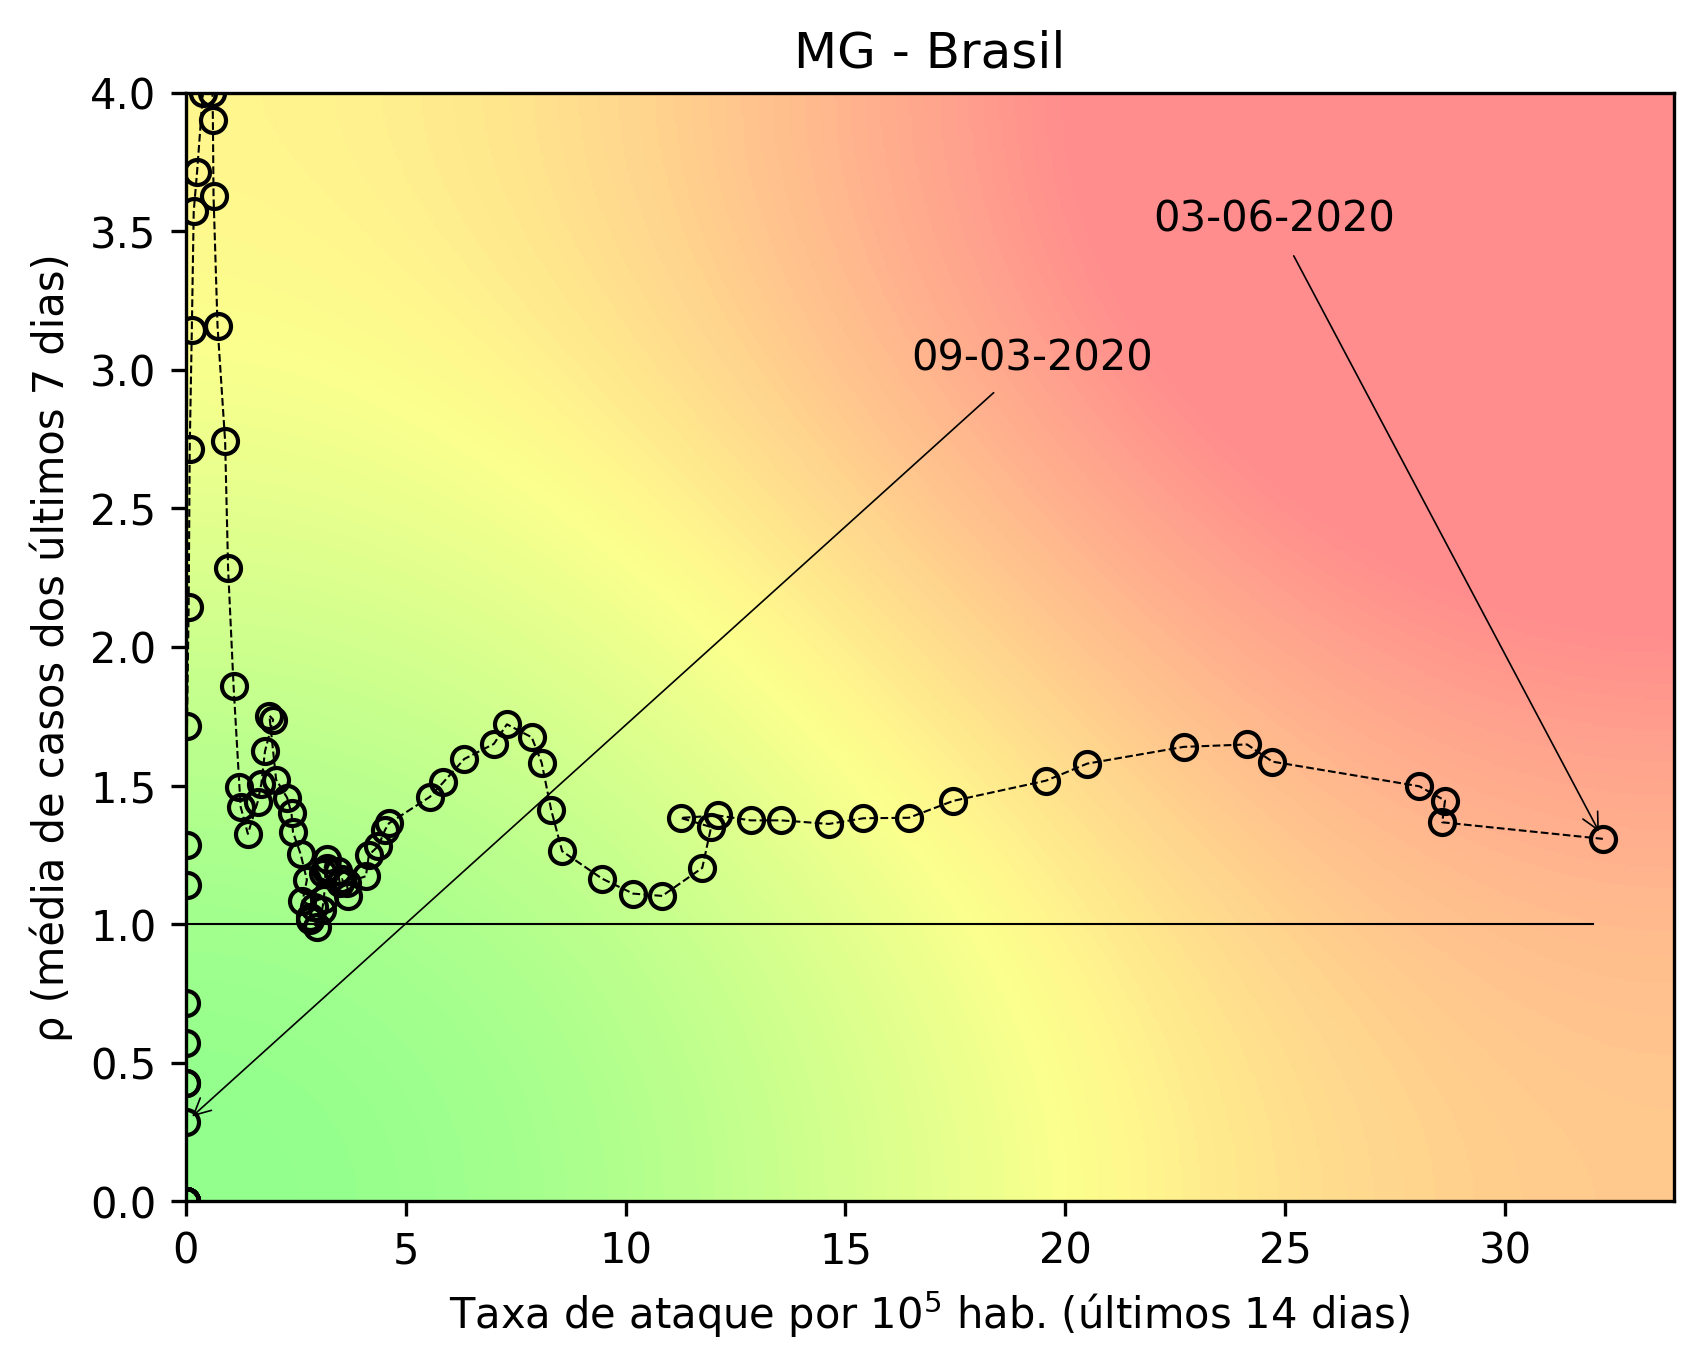 MG - Brasil
4.0
3.5
3.0
2.5
2.0
1.5
1.0
0.5
0.0
ρ (média de casos dos últimos 7 dias)
03-06-2020
09-03-2020
0 5 10 15 20 25 30
Taxa de ataque por 10⁵ hab. (últimos 14 dias)